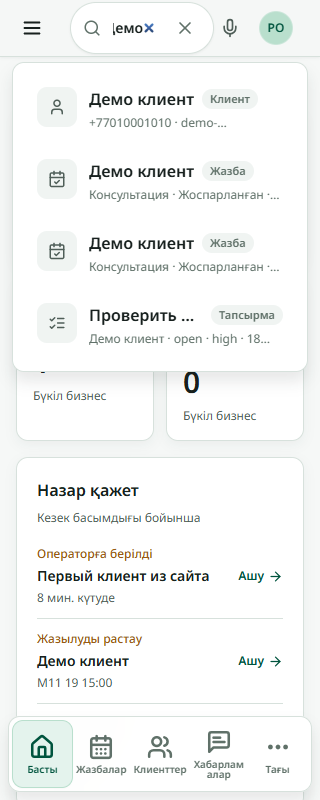 Демо
РО
Демо клиент Клиент
+77010001010 · demo-...
Демо клиент Жазба
Консультация · Жоспарланған ·...
Демо клиент Жазба
Консультация · Жоспарланған ·...
Проверить ... Тапсырма
Демо клиент · open · high · 18...
Бүкіл бизнес
0
Бүкіл бизнес
Назар қажет
Кезек басымдығы бойынша
Операторға берілді
Первый клиент из сайта Ашу →
8 мин. күтуде
Жазылуды растау
Демо клиент Ашу →
M11 19 15:00
Басты
Жазбалар
Клиенттер
Хабарлам
алар
Тағы